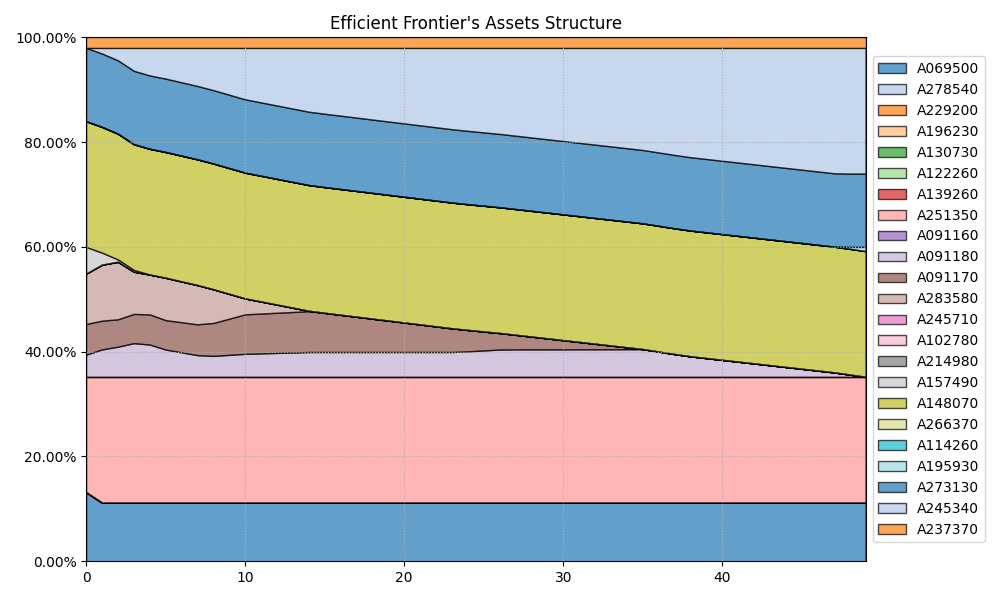 Efficient Frontier's Assets Structure
100.00%
80.00%
60.00%
40.00%
20.00%
0.00%
0
10
20
30
40
A069500
A278540
A229200
A196230
A130730
A122260
A139260
A251350
A091160
A091180
A091170
A283580
A245710
A102780
A214980
A157490
A148070
A266370
A114260
A195930
A273130
A245340
A237370